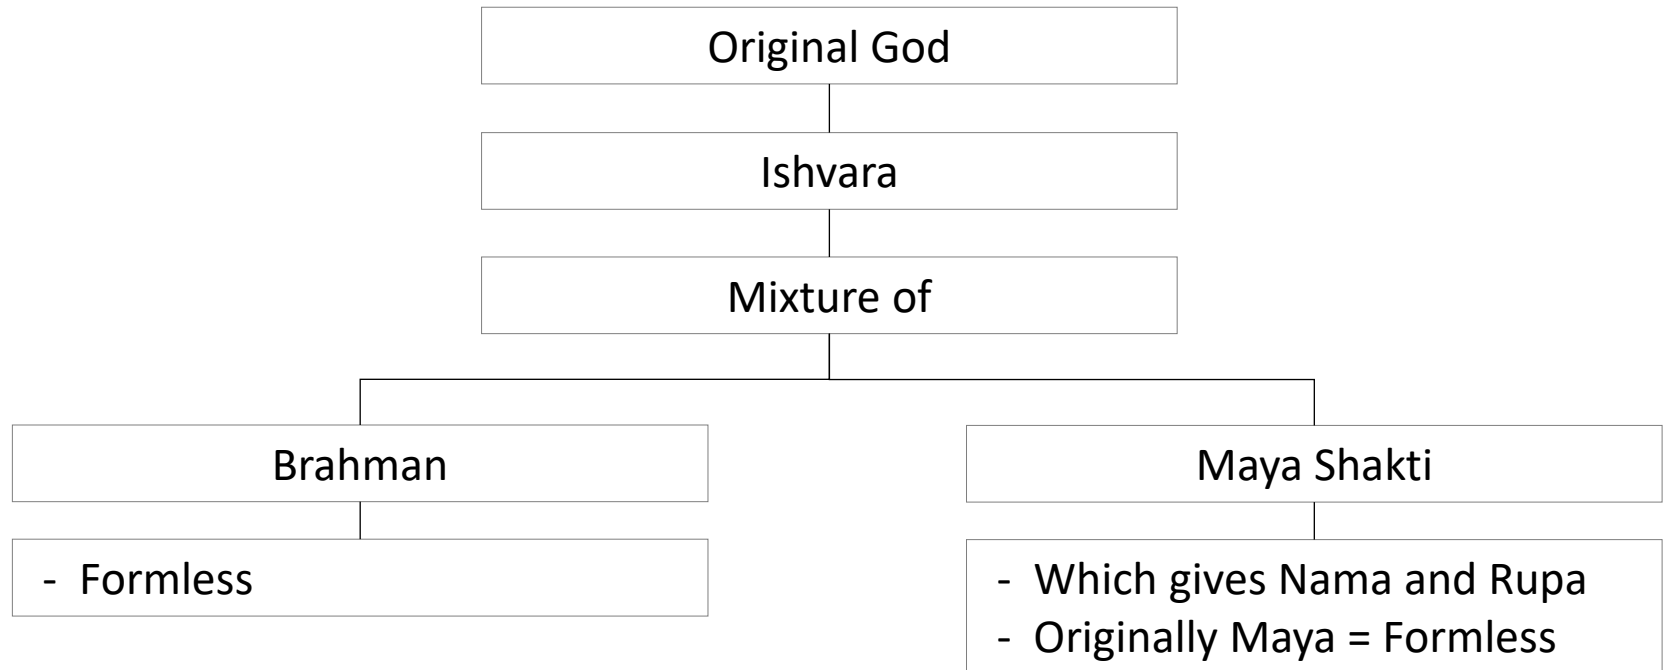 Original God
Ishvara
Mixture of
Brahman
Maya Shakti
- Formless
- Which gives Nama and Rupa
- Originally Maya = Formless